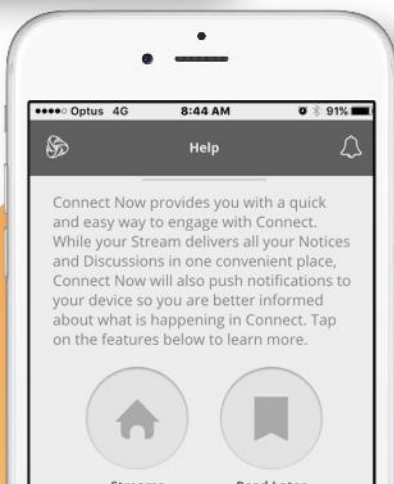 Optus 4G 8:44 AM 91%
Help
Connect Now provides you with a quick
and easy way to engage with Connect.
While your Stream delivers all your Notices
and Discussions in one convenient place,
Connect Now will also push notifications to
your device so you are better informed
about what is happening in Connect. Tap
on the features below to learn more.
Streams Read Later